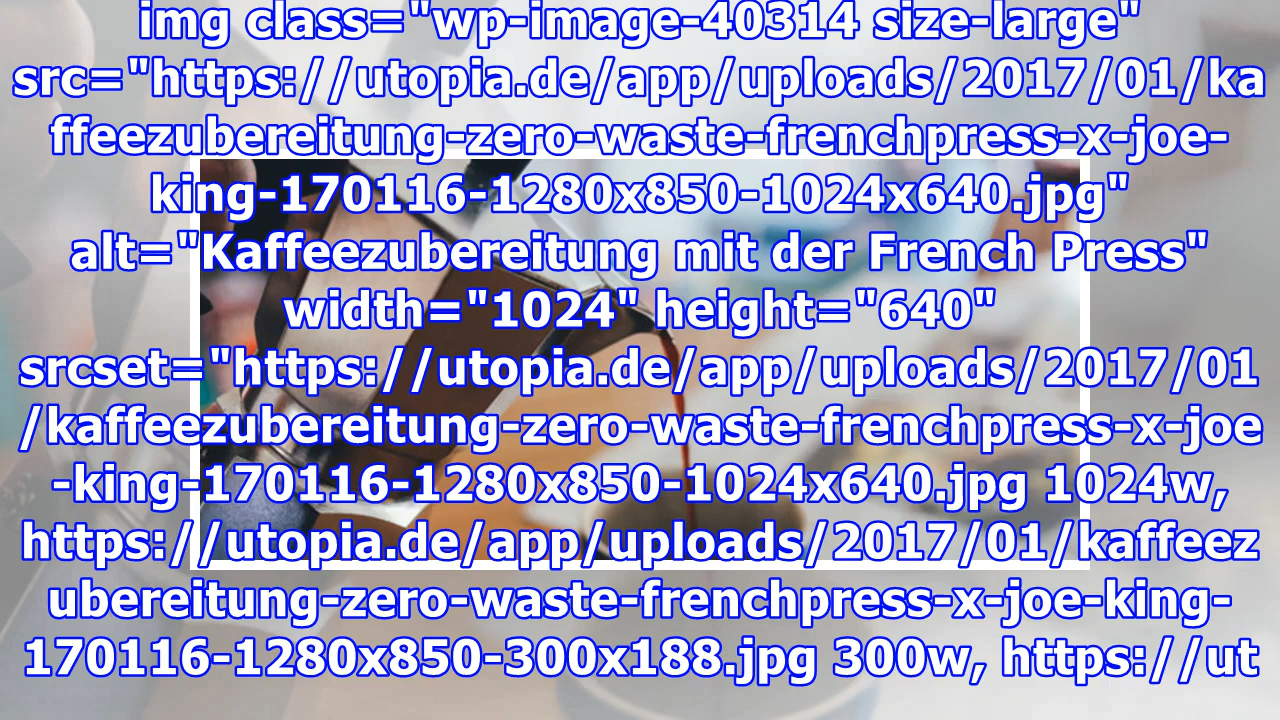 img class="wp-image-40314 size-large"
src="https://utopia.de/app/uploads/2017/01/ka
ffeezubereitung-zero-waste-frenchpress-x-joe-
king-170116-1280x850-1024x640.jpg"
alt="Kaffeezubereitung mit der French Press"
width="1024" height="640"
srcset="https://utopia.de/app/uploads/2017/01
/kaffeezubereitung-zero-waste-frenchpress-x-joe
-king-170116-1280x850-1024x640.jpg 1024w,
https://utopia.de/app/uploads/2017/01/kaffeez
ubereitung-zero-waste-frenchpress-x-joe-king-
170116-1280x850-300x188.jpg 300w, https://ut